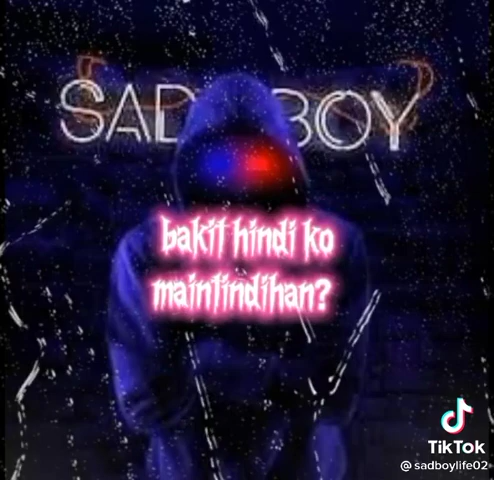 SAD BOY
bakit hindi ko
maintindihan?
TikTok
@sadboylife02